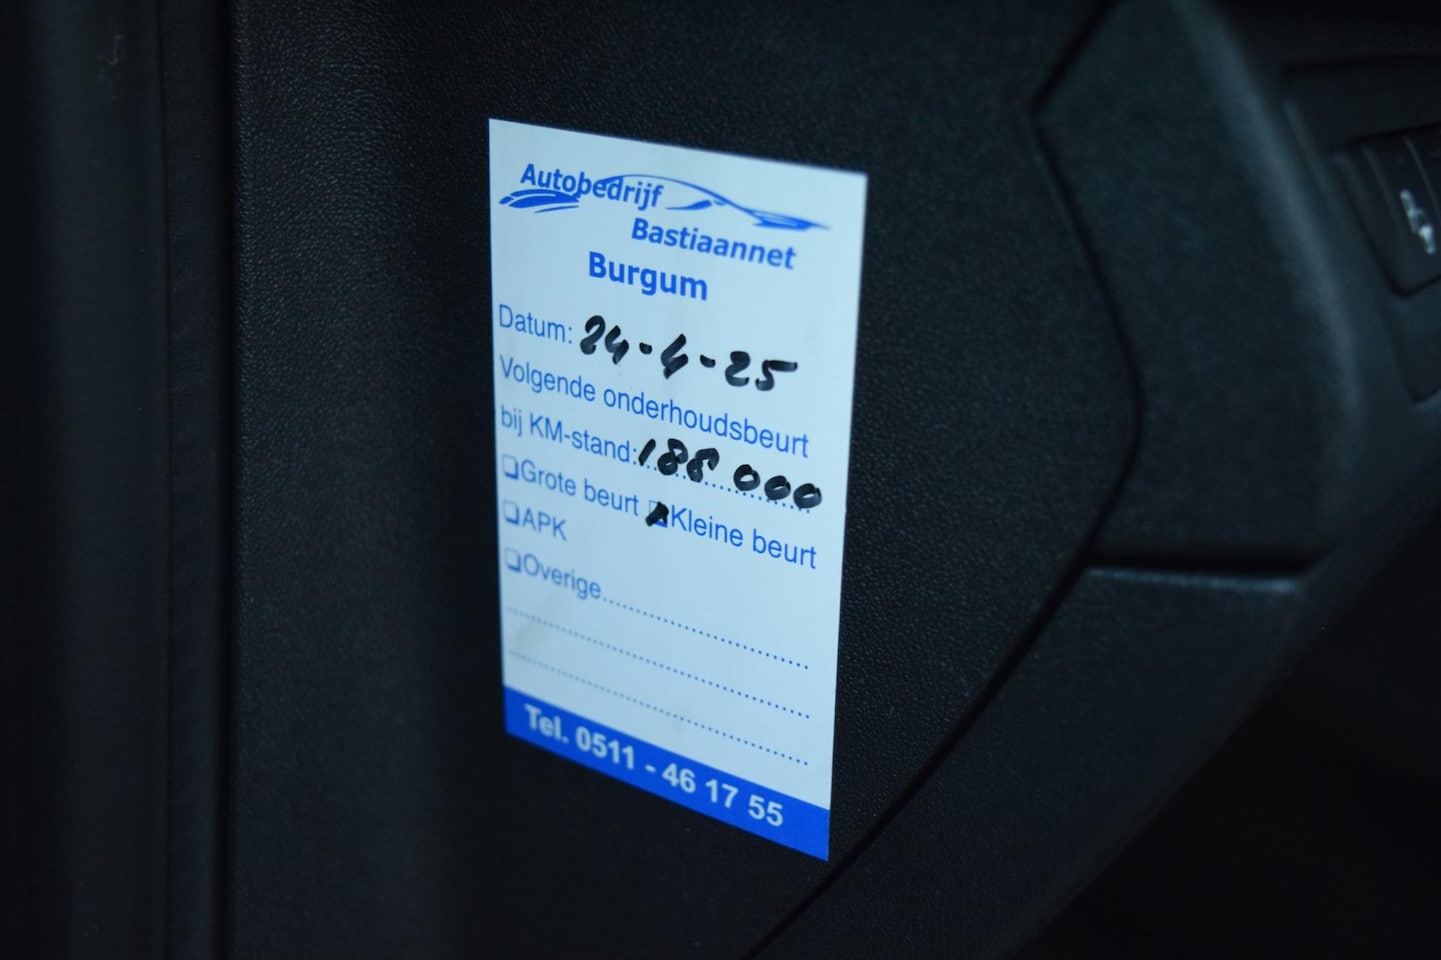 Autobedrijf
Bastiaannet
Burgum
Datum: 24-4-25
Volgende onderhoudsbeurt
bij KM-stand: 188 000
❏Grote beurt ❏Kleine beurt
❏APK
❏Overige..............................
............................................
............................................
Tel. 0511 - 46 17 55